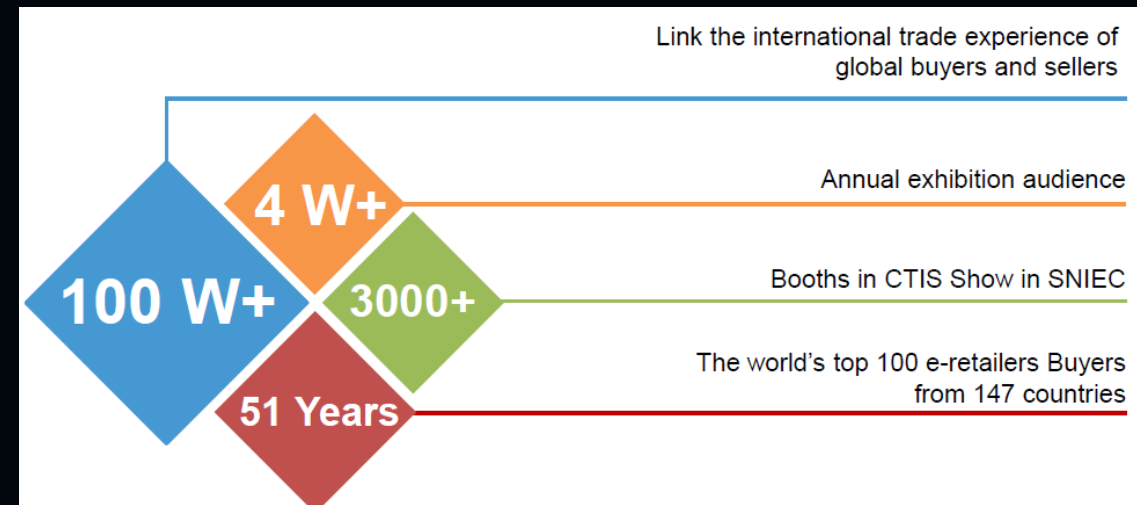 Link the international trade experience of
global buyers and sellers
4 W+
Annual exhibition audience
100 W+
3000+
Booths in CTIS Show in SNIEC
The world's top 100 e-retailers Buyers
from 147 countries
51 Years